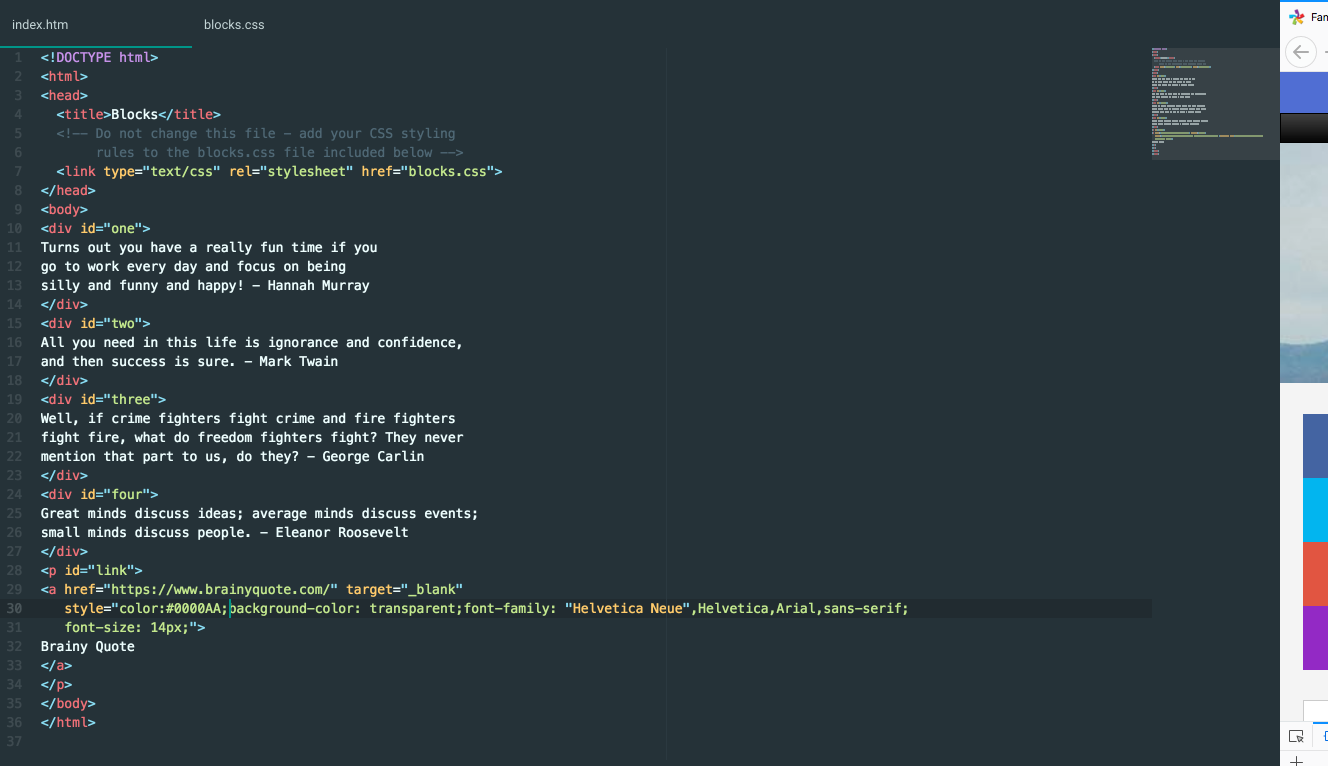 index.htm
blocks.css
Fan
1 <!DOCTYPE html>
2 <html>
3 <head>
4   <title>Blocks</title>
5   <!-- Do not change this file - add your CSS styling
6        rules to the blocks.css file included below -->
7   <link type="text/css" rel="stylesheet" href="blocks.css">
8 </head>
9 <body>
10 <div id="one">
11 Turns out you have a really fun time if you
12 go to work every day and focus on being
13 silly and funny and happy! - Hannah Murray
14 </div>
15 <div id="two">
16 All you need in this life is ignorance and confidence,
17 and then success is sure. - Mark Twain
18 </div>
19 <div id="three">
20 Well, if crime fighters fight crime and fire fighters
21 fight fire, what do freedom fighters fight? They never
22 mention that part to us, do they? - George Carlin
23 </div>
24 <div id="four">
25 Great minds discuss ideas; average minds discuss events;
26 small minds discuss people. - Eleanor Roosevelt
27 </div>
28 <p id="link">
29 <a href="https://www.brainyquote.com/" target="_blank"
30    style="color:#0000AA;background-color: transparent;font-family: "Helvetica Neue",Helvetica,Arial,sans-serif;
31    font-size: 14px;">
32 Brainy Quote
33 </a>
34 </p>
35 </body>
36 </html>
37